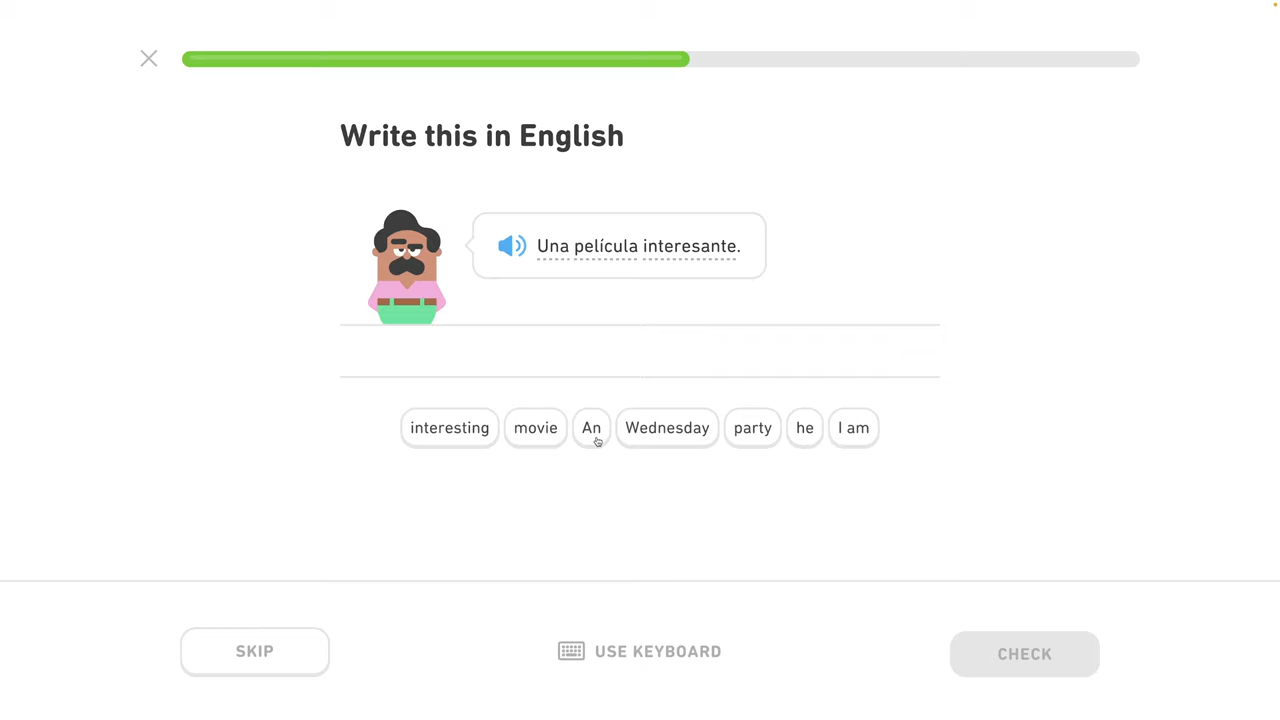 Write this in English
Una película interesante.
interesting movie An Wednesday party he I am
SKIP USE KEYBOARD CHECK